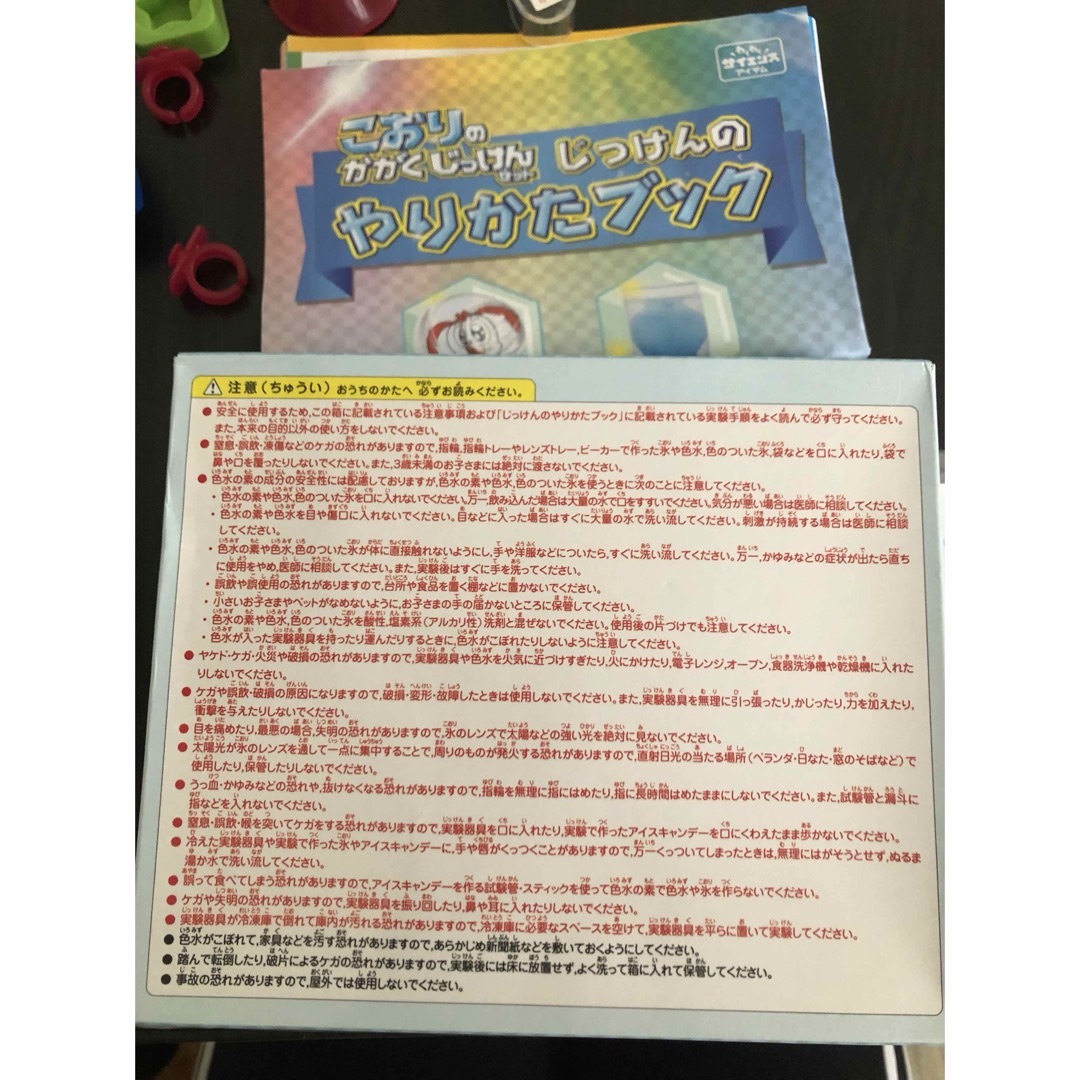 わくわく
サイエンス
アイテム
こおりの
かがくじっけん
セット
じっけんの
やりかたブック
注意（ちゅうい） おうちのかたへ 必ずお読みください。
●安全に使用するため、この箱に記載されている注意事項および「じっけんのやりかたブック」に記載されている実験手順をよく読んで必ず守ってください。
また、本来の目的以外の使い方をしないでください。
●窒息・誤飲・凍傷などのケガの恐れがありますので、指輪、指輪トレーやレンズトレー、ビーカーで作った氷や色水、色のついた氷、袋などを口に入れたり、袋で
鼻や口を覆ったりしないでください。また、3歳未満のお子さまには絶対に渡さないでください。
●色水の素の成分の安全性には配慮しておりますが、色水の素や色水、色のついた氷を使うときに次のことに注意してください。
・色水の素や色水、色のついた氷を口に入れないでください。万一、飲み込んだ場合は大量の水で口をすすいでください。気分が悪い場合は医師に相談してください。
・色水の素や色水を目や傷口に入れないでください。目などに入った場合はすぐに大量の水で洗い流してください。刺激が持続する場合は医師に相談
してください。
・色水の素や色水、色のついた氷が体に直接触れないようにし、手や洋服などについたら、すぐに洗い流してください。万一、かゆみなどの症状が出たら直ち
に使用をやめ、医師に相談してください。また、実験後はすぐに手を洗ってください。
・誤飲や誤使用の恐れがありますので、台所や食品を置く棚などに置かないでください。
・小さいお子さまやペットがなめないように、お子さまの手の届かないところに保管してください。
・色水の素や色水、色のついた氷を酸性、塩素系（アルカリ性）洗剤と混ぜないでください。使用後の片づけでも注意してください。
・色水が入った実験器具を持ったり運んだりするときに、色水がこぼれたりしないように注意してください。
●ヤケド・ケガ・火災や破損の恐れがありますので、実験器具や色水を火気に近づけすぎたり、火にかけたり、電子レンジ、オーブン、食器洗浄機や乾燥機に入れた
りしないでください。
●ケガや誤飲・破損の原因になりますので、破損・変形・故障したときは使用しないでください。また、実験器具を無理に引っ張ったり、かじったり、力を加えたり、
衝撃を与えたりしないでください。
●目を痛めたり、最悪の場合、失明の恐れがありますので、氷のレンズで太陽などの強い光を絶対に見ないでください。
●太陽光が氷のレンズを通して一点に集中することで、周りのものが発火する恐れがありますので、直射日光の当たる場所（ベランダ・日なた・窓のそばなど）で
使用したり、保管したりしないでください。
●うっ血・かゆみなどの恐れや、抜けなくなる恐れがありますので、指輪を無理に指にはめたり、指に長時間はめたままにしないでください。また、試験管と漏斗に
指などを入れないでください。
●窒息・誤飲・喉を突いてケガをする恐れがありますので、実験器具を口に入れたり、実験で作ったアイスキャンデーを口にくわえたまま歩かないでください。
●冷えた実験器具や実験で作った氷やアイスキャンデーに、手や唇がくっつくことがありますので、万一くっついてしまったときは、無理にはがそうとせず、ぬるま
湯か水で洗い流してください。
●誤って食べてしまう恐れがありますので、アイスキャンデーを作る試験管・スティックを使って色水の素で色水や氷を作らないでください。
●ケガや失明の恐れがありますので、実験器具を振り回したり、鼻や耳に入れたりしないでください。
●実験器具が冷凍庫で倒れて庫内が汚れる恐れがありますので、冷凍庫に必要なスペースを空けて、実験器具を平らに置いて実験してください。
●色水がこぼれて、家具などを汚す恐れがありますので、あらかじめ新聞紙などを敷いておくようにしてください。
●踏んで転倒したり、破片によるケガの恐れがありますので、実験後には床に放置せず、よく洗って箱に入れて保管してください。
●事故の恐れがありますので、屋外では使用しないでください。